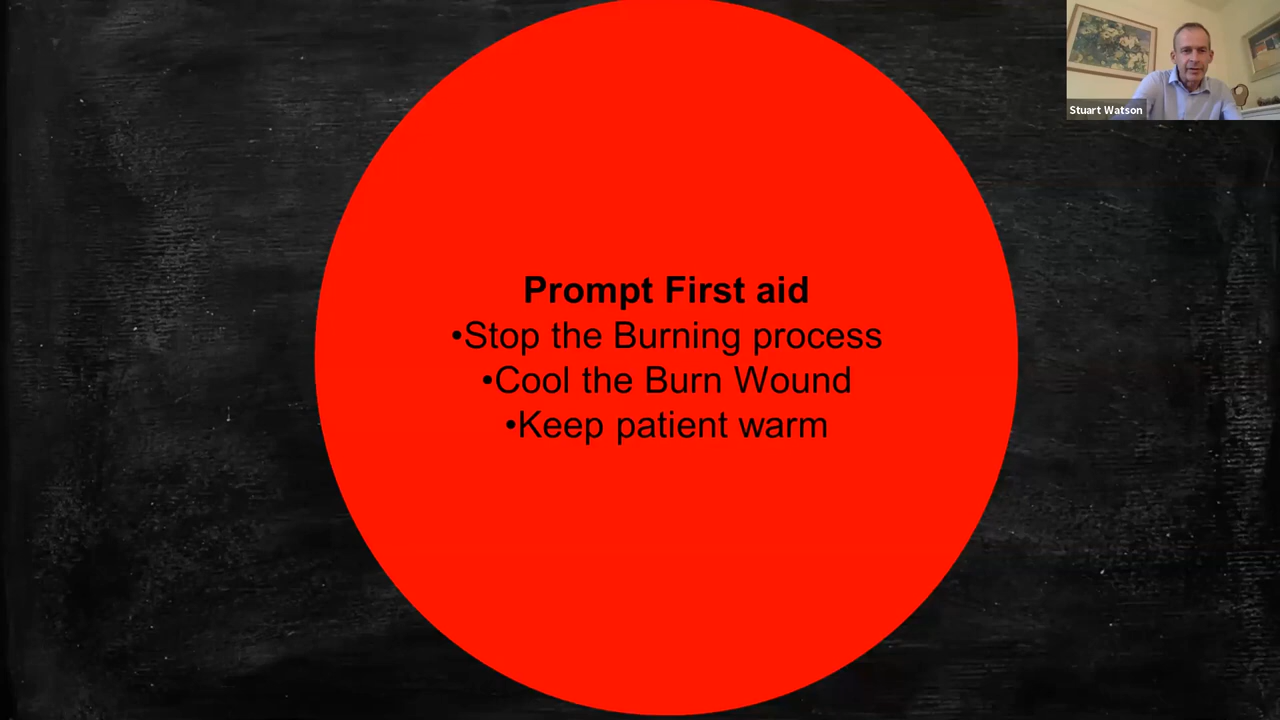 Stuart Watson
Prompt First aid
•Stop the Burning process
•Cool the Burn Wound
•Keep patient warm